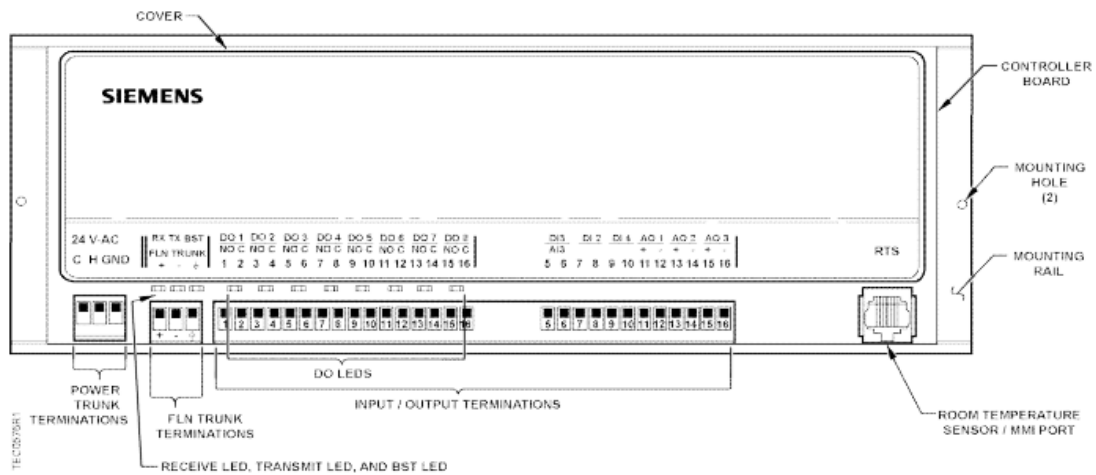 COVER
SIEMENS
CONTROLLER
BOARD
MOUNTING
HOLE
(2)
24 V-AC
C H GND
RX TX BST
FLN TRUNK
+ -
DO 1 DO 2 DO 3 DO 4 DO 5 DO 6 DO 7 DO 8
NO C NO C NO C NO C NO C NO C NO C NO C
1 2 3 4 5 6 7 8 9 10 11 12 13 14 15 16
DI3 DI 2 DI 4 AO 1 AO 2 AO 3
AI3 + - + - + -
5 6 7 8 9 10 11 12 13 14 15 16
RTS
MOUNTING
RAIL
+ -
1 2 3 4 5 6 7 8 9 10 11 12 13 14 15 16
5 6 7 8 9 10 11 12 13 14 15 16
DO LEDS
POWER
TRUNK
TERMINATIONS
FLN TRUNK
TERMINATIONS
INPUT / OUTPUT TERMINATIONS
ROOM TEMPERATURE
SENSOR / MMI PORT
RECEIVE LED, TRANSMIT LED, AND BST LED